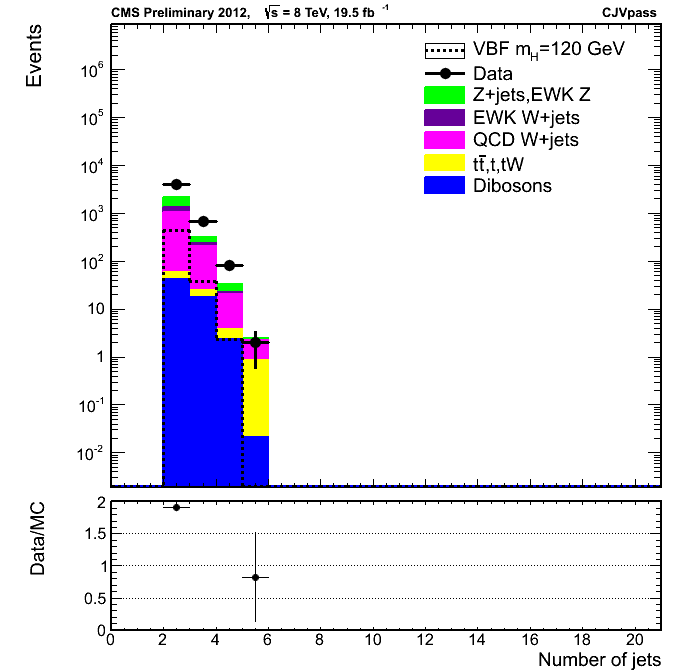 CMS Preliminary 2012, √s = 8 TeV, 19.5 fb⁻¹ CJVpass
Events
10⁶
10⁵
10⁴
10³
10²
10
1
10⁻¹
10⁻²
VBF m_H=120 GeV
Data
Z+jets,EWK Z
EWK W+jets
QCD W+jets
tt̄,t,tW
Dibosons
Data/MC
2
1.5
1
0.5
0
0 2 4 6 8 10 12 14 16 18 20
Number of jets